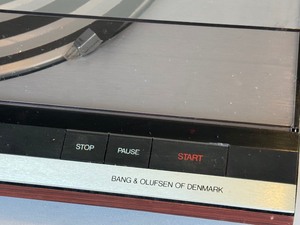 STOP PAUSE START
BANG & OLUFSEN OF DENMARK